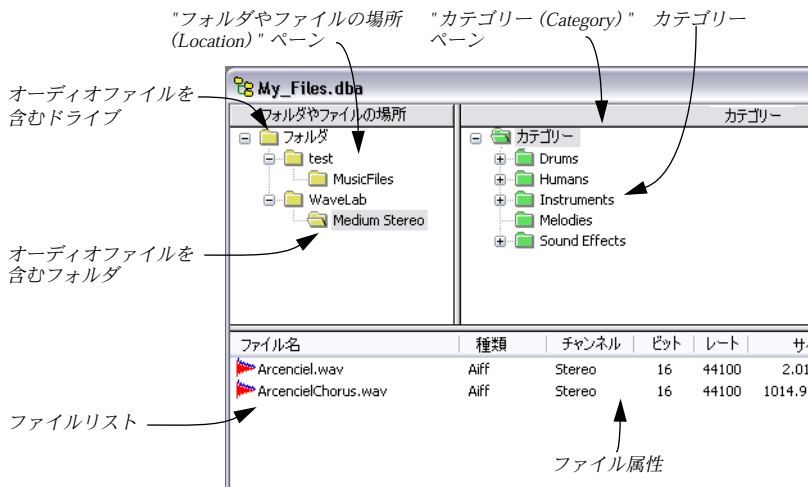 "フォルダやファイルの場所
(Location)" ペーン
"カテゴリー (Category)"
ペーン
カテゴリー
My_Files.dba
オーディオファイルを
含むドライブ
フォルダやファイルの場所
カテゴリー
フォルダ
test
MusicFiles
WaveLab
Medium Stereo
カテゴリー
Drums
Humans
Instruments
Melodies
Sound Effects
オーディオファイルを
含むフォルダ
ファイル名 種類 チャンネル ビット レート サイ
Arcenciel.wav Aiff Stereo 16 44100 2.01
ArcencielChorus.wav Aiff Stereo 16 44100 1014.9
ファイルリスト
ファイル属性